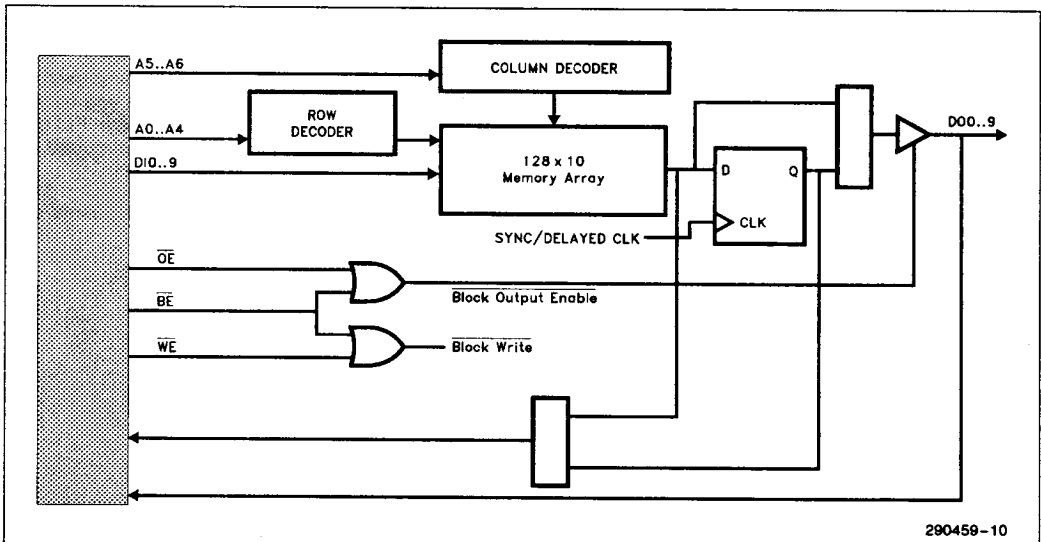 A5..A6
COLUMN DECODER
ROW
DECODER
A0..A4
DI0..9
128 x 10
Memory Array
D
Q
CLK
SYNC/DELAYED CLK
DO0..9
OE
BE
WE
Block Output Enable
Block Write
290459-10